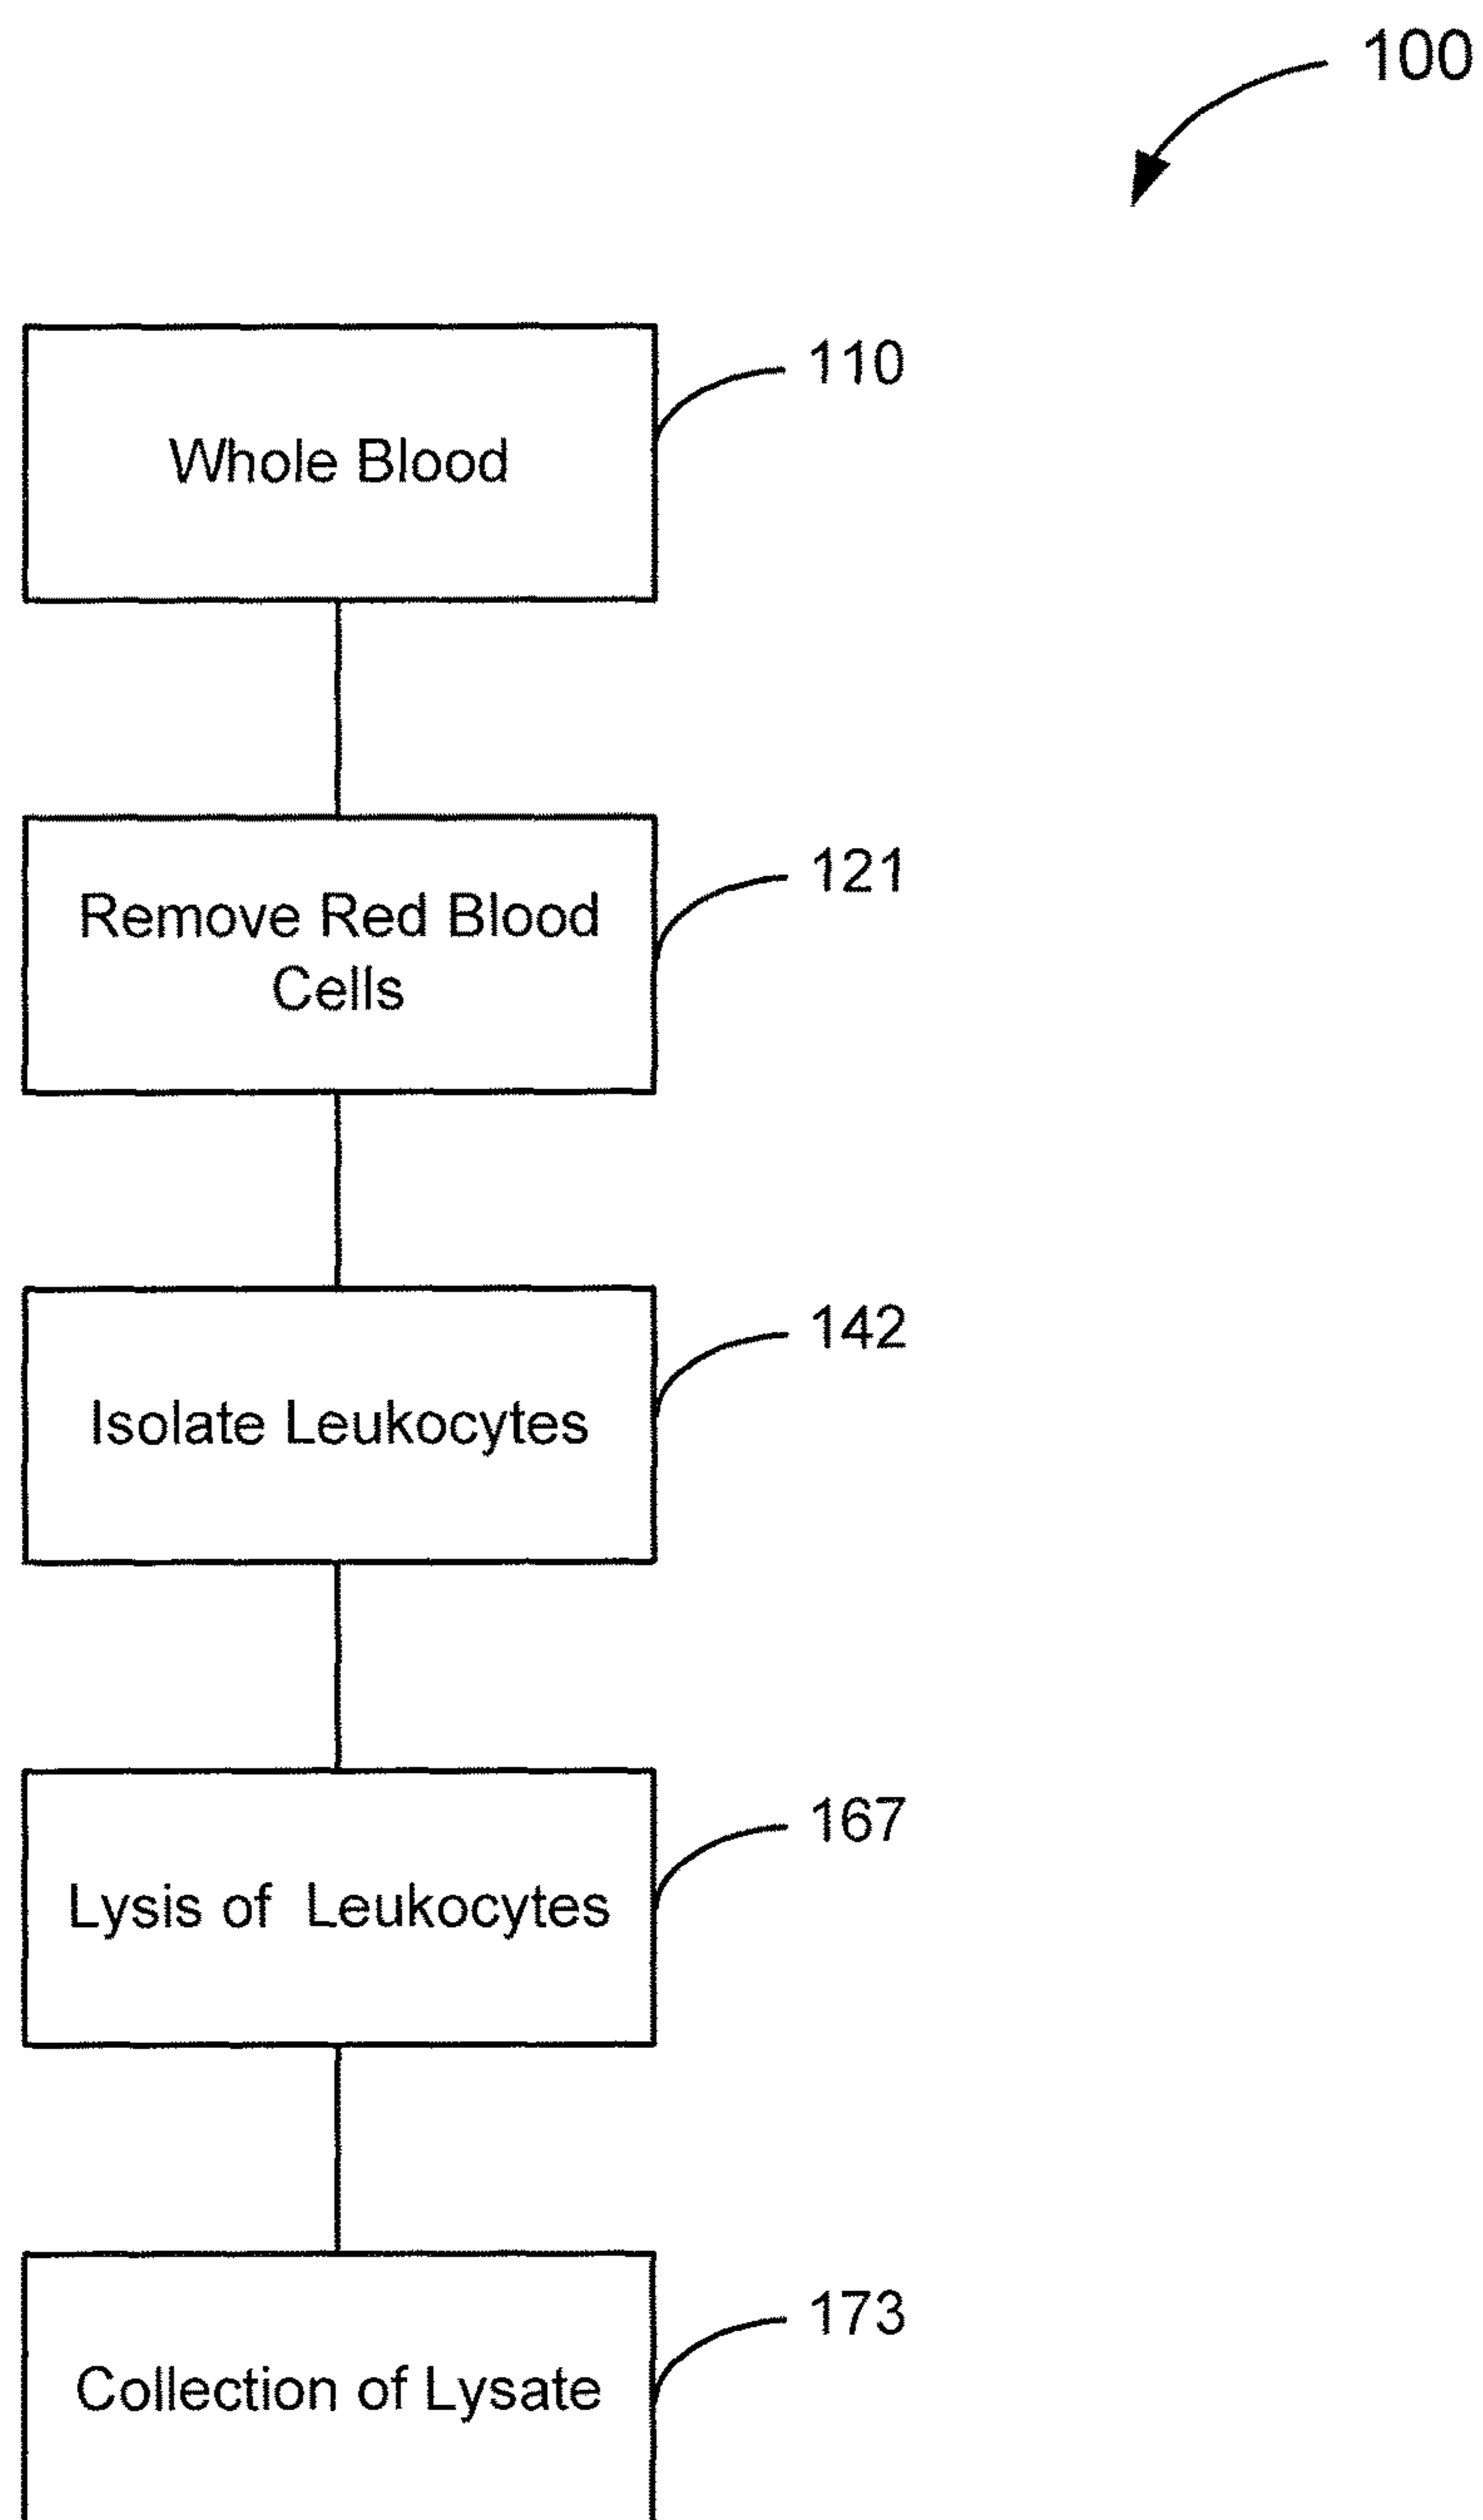 100
110
Whole Blood
121
Remove Red Blood
Cells
142
Isolate Leukocytes
167
Lysis of Leukocytes
173
Collection of Lysate